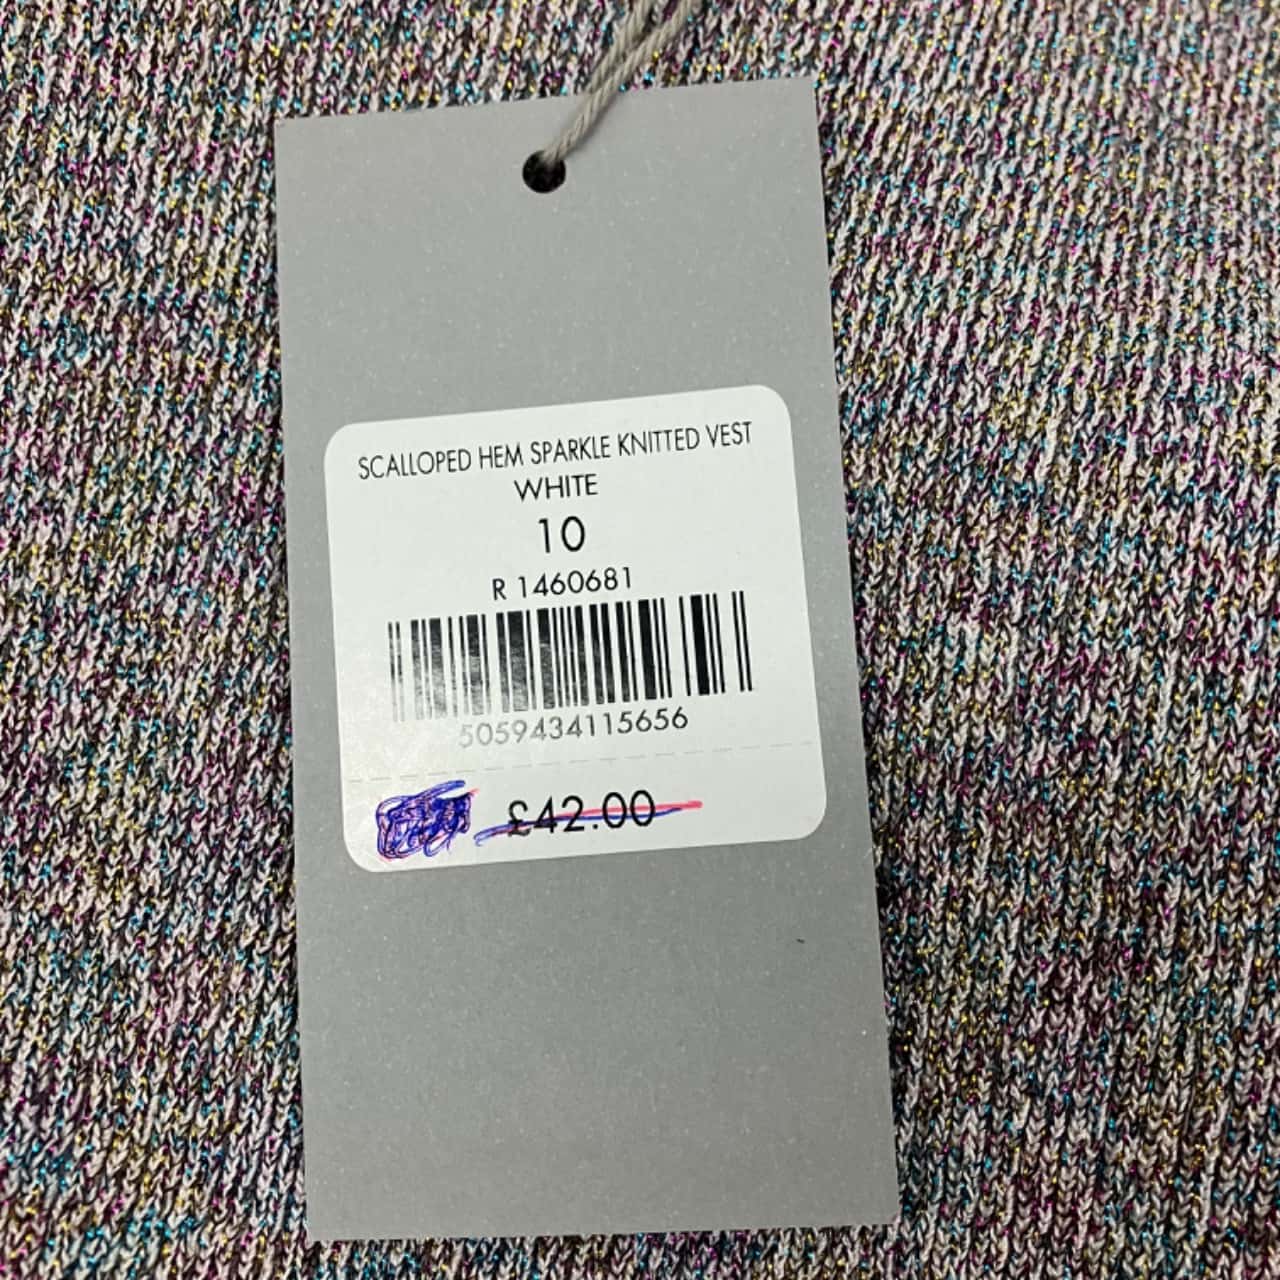 SCALLOPED HEM SPARKLE KNITTED VEST
WHITE
10
R 1460681
5059434115656
£42.00